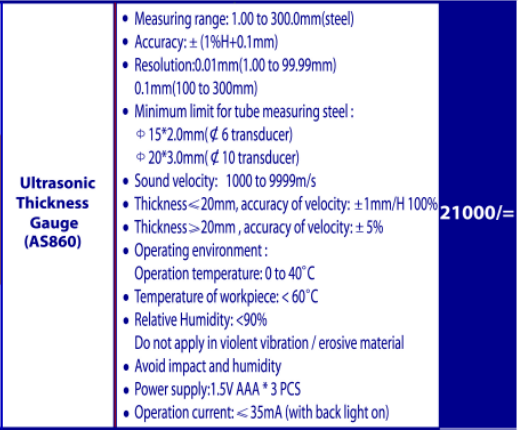 Ultrasonic
Thickness
Gauge
(AS860)
• Measuring range: 1.00 to 300.0mm(steel)
• Accuracy: ± (1%H+0.1mm)
• Resolution:0.01mm(1.00 to 99.99mm)
0.1mm(100 to 300mm)
• Minimum limit for tube measuring steel :
Φ 15*2.0mm(₡ 6 transducer)
Φ 20*3.0mm(₡ 10 transducer)
• Sound velocity: 1000 to 9999m/s
• Thickness⩽20mm, accuracy of velocity: ±1mm/H 100%
• Thickness⩾20mm , accuracy of velocity: ± 5%
• Operating environment :
Operation temperature: 0 to 40˚C
• Temperature of workpiece: < 60˚C
• Relative Humidity: <90%
Do not apply in violent vibration / erosive material
• Avoid impact and humidity
• Power supply:1.5V AAA * 3 PCS
• Operation current: ⩽ 35mA (with back light on)
21000/=